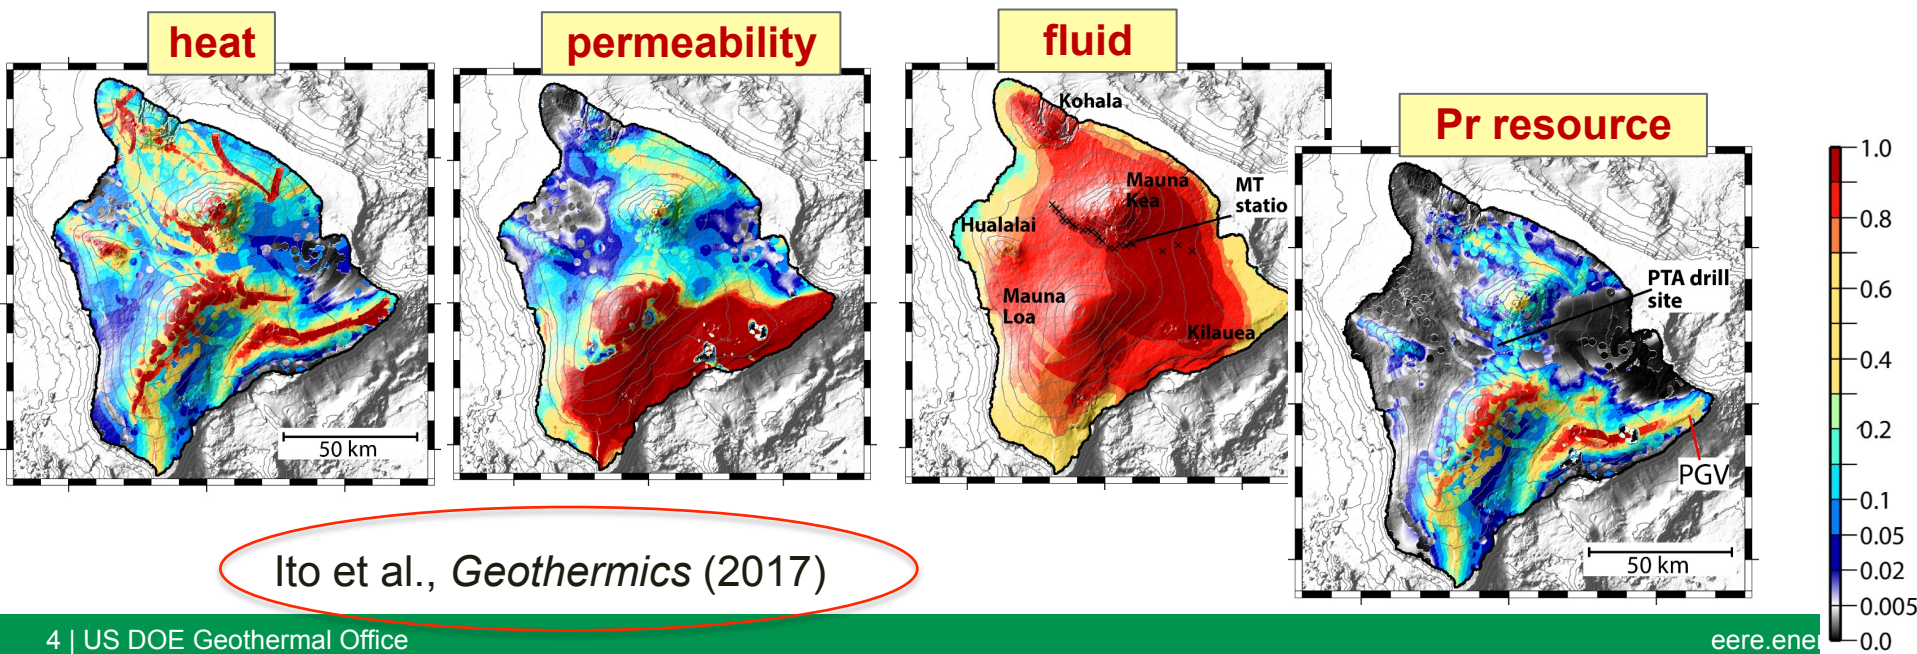 heat
permeability
fluid
Pr resource
50 km
Kohala
Mauna
Kea
MT
statio
Hualalai
Mauna
Loa
Kilauea
PTA drill
site
PGV
50 km
1.0
0.8
0.6
0.4
0.2
0.1
0.05
0.02
0.005
0.0
Ito et al., Geothermics (2017)
4 | US DOE Geothermal Office
eere.ener